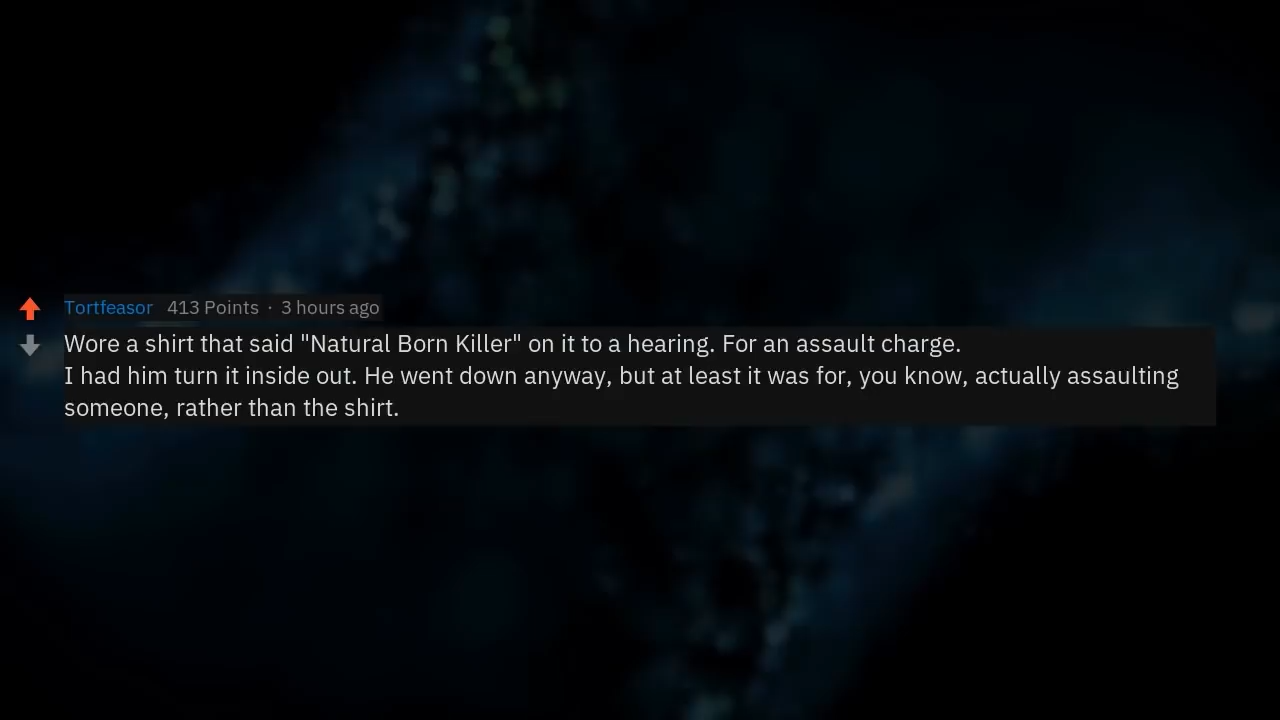 Tortfeasor 413 Points · 3 hours ago
Wore a shirt that said "Natural Born Killer" on it to a hearing. For an assault charge.
I had him turn it inside out. He went down anyway, but at least it was for, you know, actually assaulting
someone, rather than the shirt.